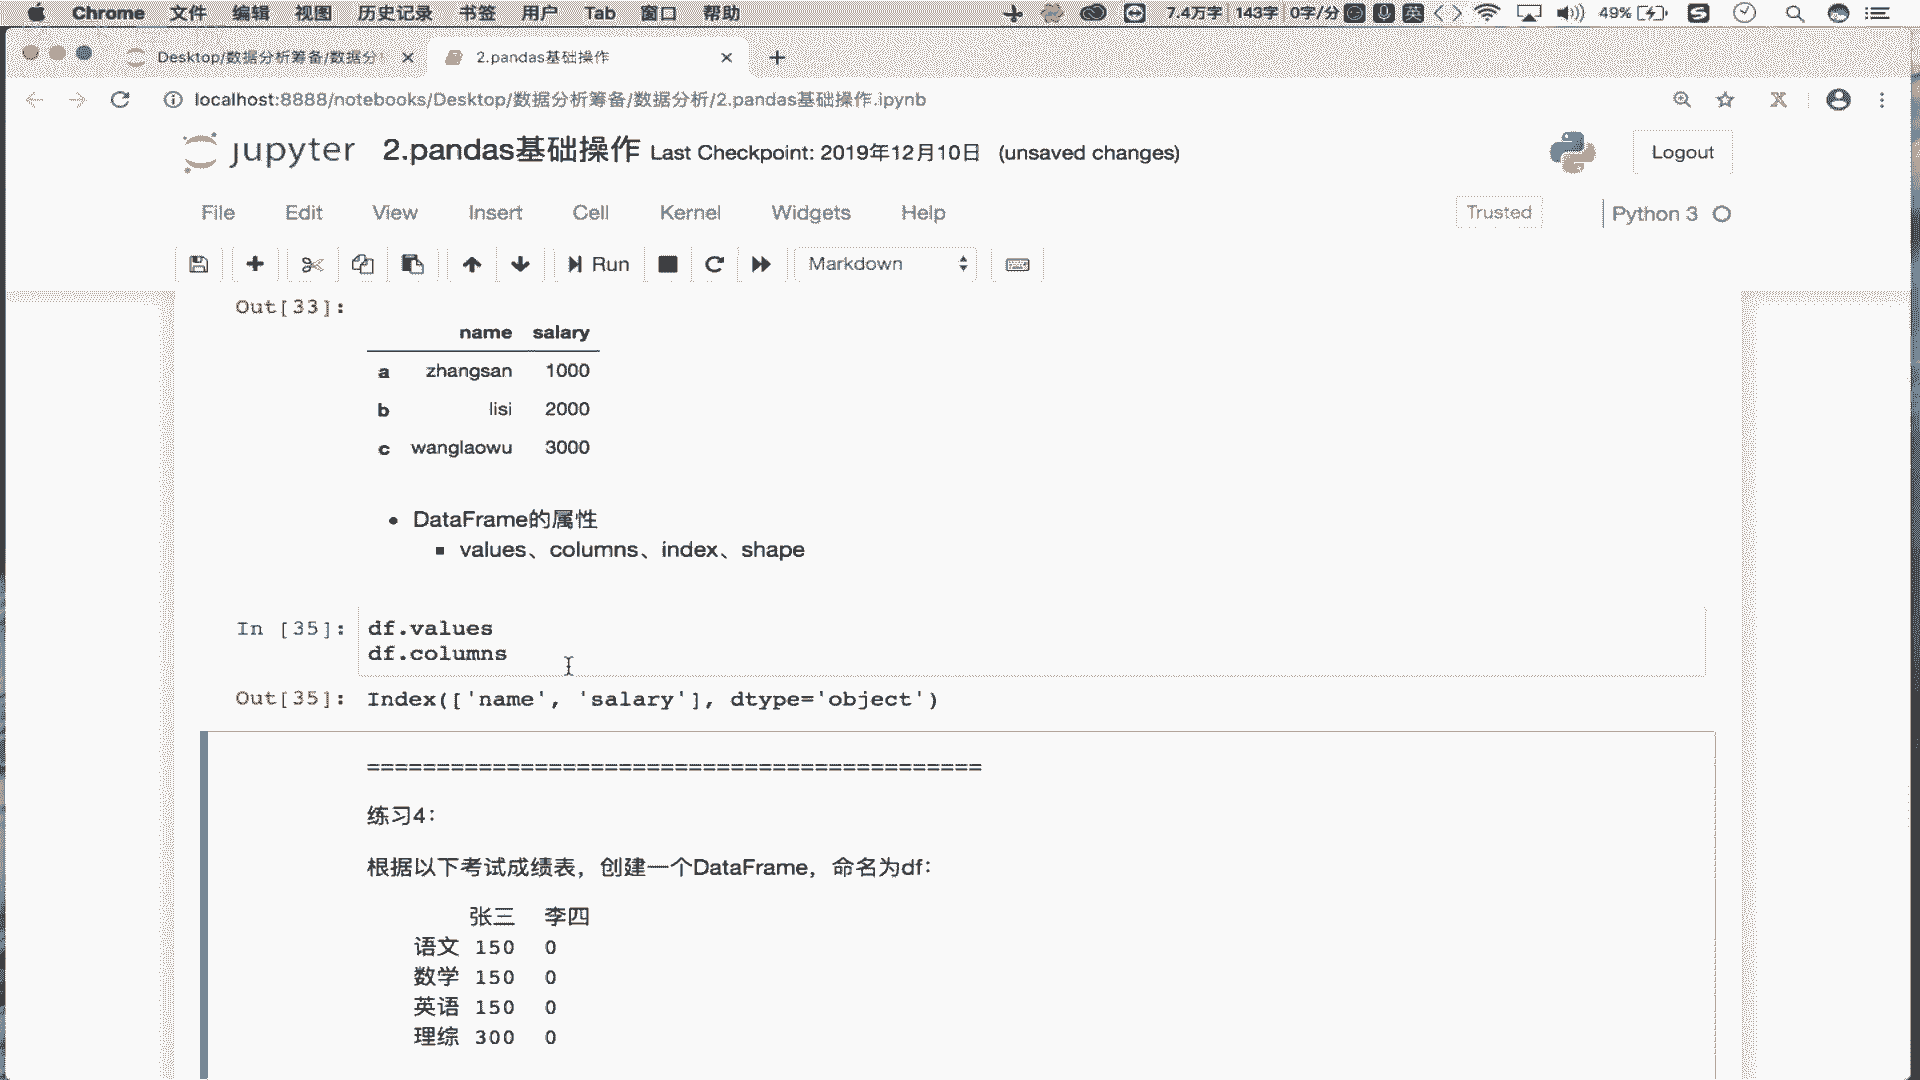 Chrome 文件 编辑 视图 历史记录 书签 用户 Tab 窗口 帮助 7.4万字 143字 0字/分 英 49%
Desktop/数据分析筹备/数据分 2.pandas基础操作
localhost:8888/notebooks/Desktop/数据分析筹备/数据分析/2.pandas基础操作.ipynb
jupyter 2.pandas基础操作 Last Checkpoint: 2019年12月10日 (unsaved changes) Logout
File Edit View Insert Cell Kernel Widgets Help Trusted Python 3
Run Markdown
Out[33]:
name salary
a zhangsan 1000
b lisi 2000
c wanglaowu 3000
DataFrame的属性
values、columns、index、shape
In [35]: df.values
df.columns
Out[35]: Index(['name', 'salary'], dtype='object')
============================================
练习4：
根据以下考试成绩表，创建一个DataFrame，命名为df：
张三 李四
语文 150 0
数学 150 0
英语 150 0
理综 300 0